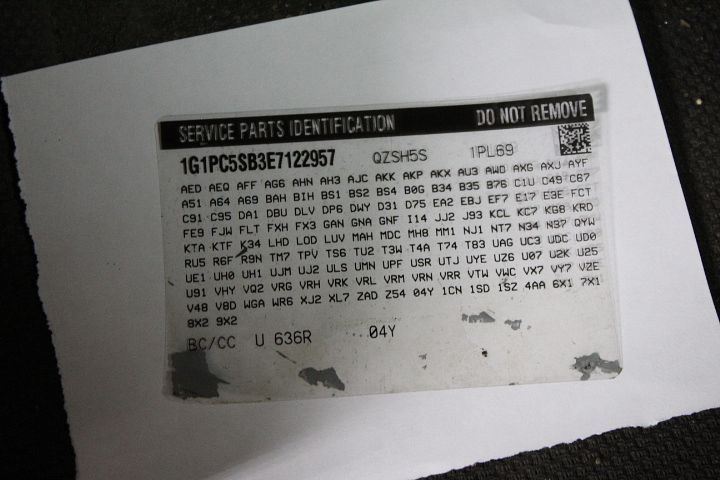 SERVICE PARTS IDENTIFICATION DO NOT REMOVE
1G1PC5SB3E7122957 QZSH5S 1PL69
AED AEQ AFF AG6 AHN AH3 AJC AKK AKP AKX AU3 AWD AXG AXJ AYF
A51 A64 A69 BAH BIH BS1 BS2 BS4 B0G B34 B35 B76 C1U C49 C67
C91 C95 DA1 DBU DLV DP6 DWY D31 D75 EA2 EBJ EF7 E17 E3E FCT
FE9 FJW FLT FXH FX3 GAN GNA GNF I14 JJ2 J93 KCL KC7 KG8 KRD
KTA KTF K34 LHD LOD LUV MAH MDC MH8 MM1 NJ1 NT7 N34 N37 QYW
RU5 R6F R9N TM7 TPV TS6 TU2 T3W T4A T74 T83 UAG UC3 UDC UD0
UE1 UH0 UH1 UJM UJ2 ULS UMN UPF USR UTJ UYE UZ6 U07 U2K U25
U91 VHY VQ2 VRG VRH VRK VRL VRM VRN VRR VTW VWC VX7 VY7 VZE
V48 V8D WGA WR6 XJ2 XL7 ZAD Z54 04Y 1CN 1SD 1SZ 4AA 6X1 7X1
8X2 9X2
BC/CC U 636R 04Y